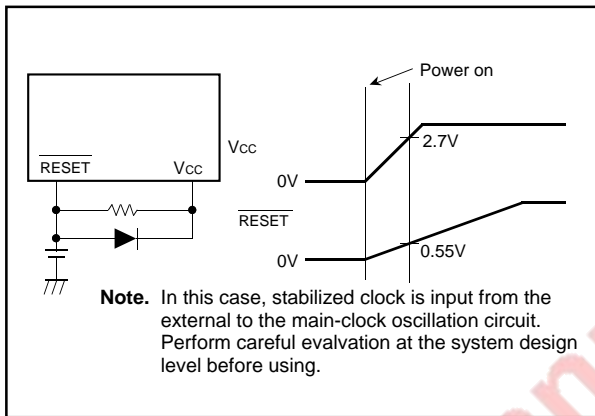 Power on
RESET
VCC
VCC
2.7V
0V
RESET
0V
0.55V
Note. In this case, stabilized clock is input from the
external to the main-clock oscillation circuit.
Perform careful evalvation at the system design
level before using.